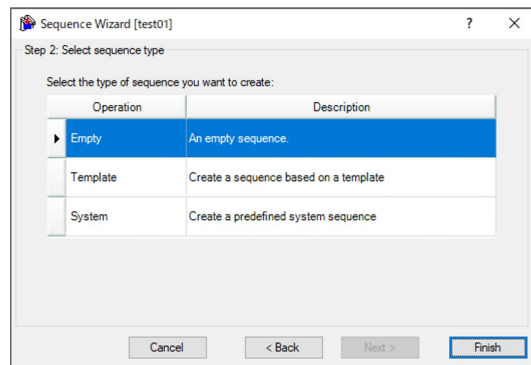 Sequence Wizard [test01]
?
Step 2: Select sequence type
Select the type of sequence you want to create:
Operation Description
Empty An empty sequence.
Template Create a sequence based on a template
System Create a predefined system sequence
Cancel < Back Next > Finish